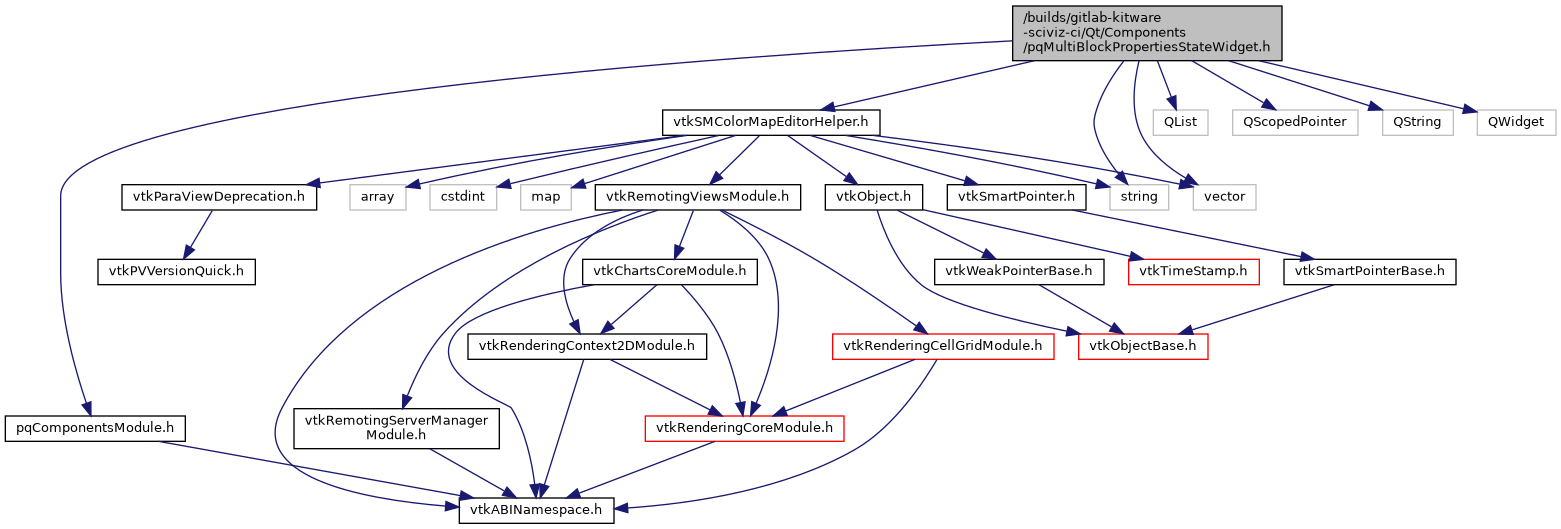 /builds/gitlab-kitware
-sciviz-ci/Qt/Components
/pqMultiBlockPropertiesStateWidget.h
vtkSMColorMapEditorHelper.h
QList
QScopedPointer
QString
QWidget
vtkParaViewDeprecation.h
array
cstdint
map
vtkRemotingViewsModule.h
vtkObject.h
vtkSmartPointer.h
string
vector
vtkPVVersionQuick.h
vtkChartsCoreModule.h
vtkWeakPointerBase.h
vtkTimeStamp.h
vtkSmartPointerBase.h
vtkRenderingContext2DModule.h
vtkRenderingCellGridModule.h
vtkObjectBase.h
pqComponentsModule.h
vtkRemotingServerManager
Module.h
vtkRenderingCoreModule.h
vtkABINamespace.h